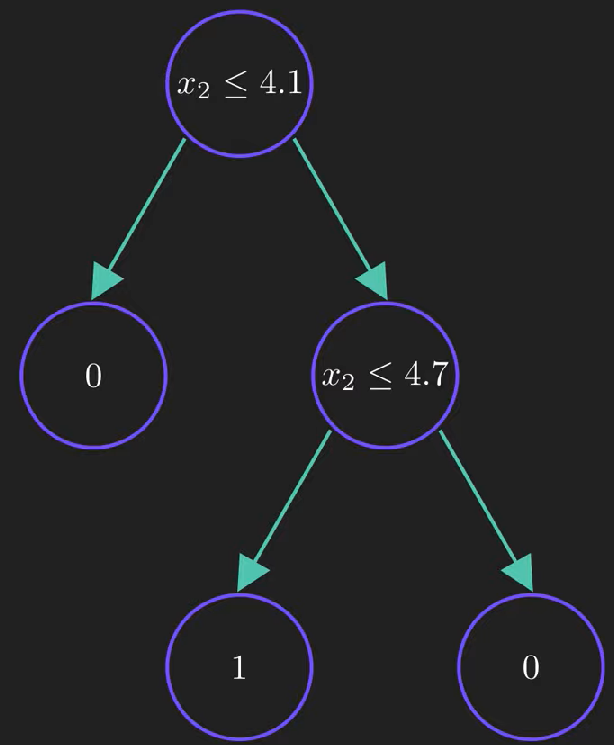 x₂ ≤ 4.1
0
x₂ ≤ 4.7
1
0